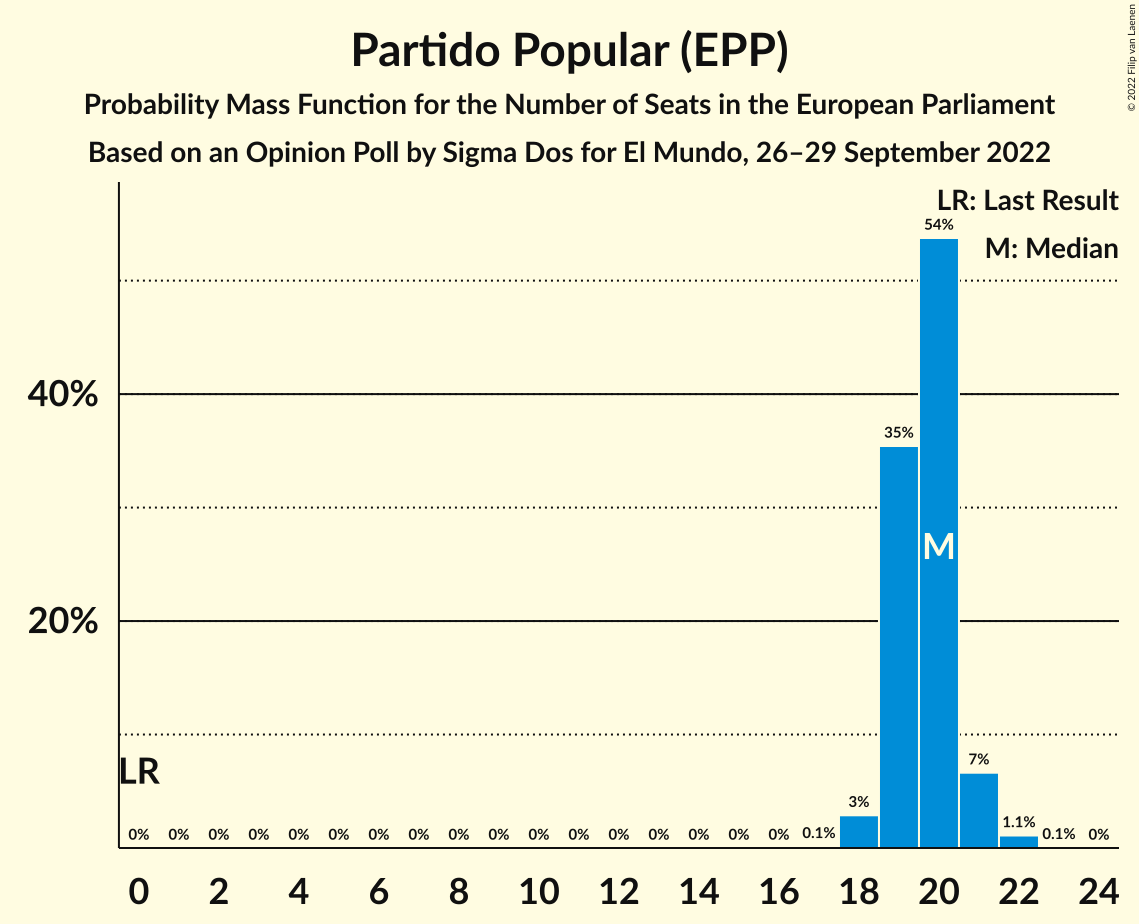 Partido Popular (EPP)
Probability Mass Function for the Number of Seats in the European Parliament
Based on an Opinion Poll by Sigma Dos for El Mundo, 26–29 September 2022
© 2022 Filip van Laenen
LR: Last Result
M: Median
54%
40%
35%
M
20%
LR
7%
3%
1.1%
0% 0% 0% 0% 0% 0% 0% 0% 0% 0% 0% 0% 0% 0% 0% 0% 0% 0.1% 0.1% 0%
0 2 4 6 8 10 12 14 16 18 20 22 24